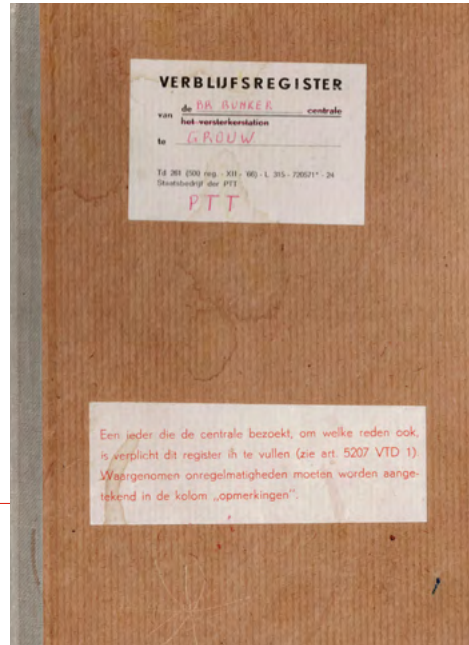 VERBLIJFSREGISTER
van de BR BUNKER centrale
het versterkerstation
te GROUW
Td 261 (500 reg. - XII - '66) - L 315 - 720571* - 24
Staatsbedrijf der PTT
PTT
Een ieder die de centrale bezoekt, om welke reden ook,
is verplicht dit register in te vullen (zie art. 5207 VTD 1).
Waargenomen onregelmatigheden moeten worden aange-
tekend in de kolom „opmerkingen".